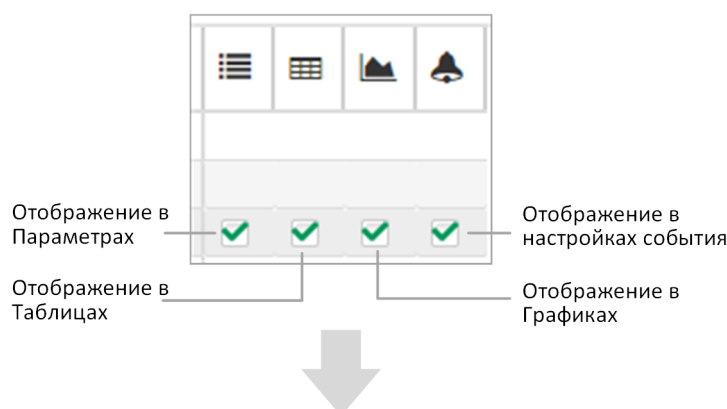 Отображение в
Параметрах
Отображение в
настройках события
Отображение в
Таблицах
Отображение в
Графиках